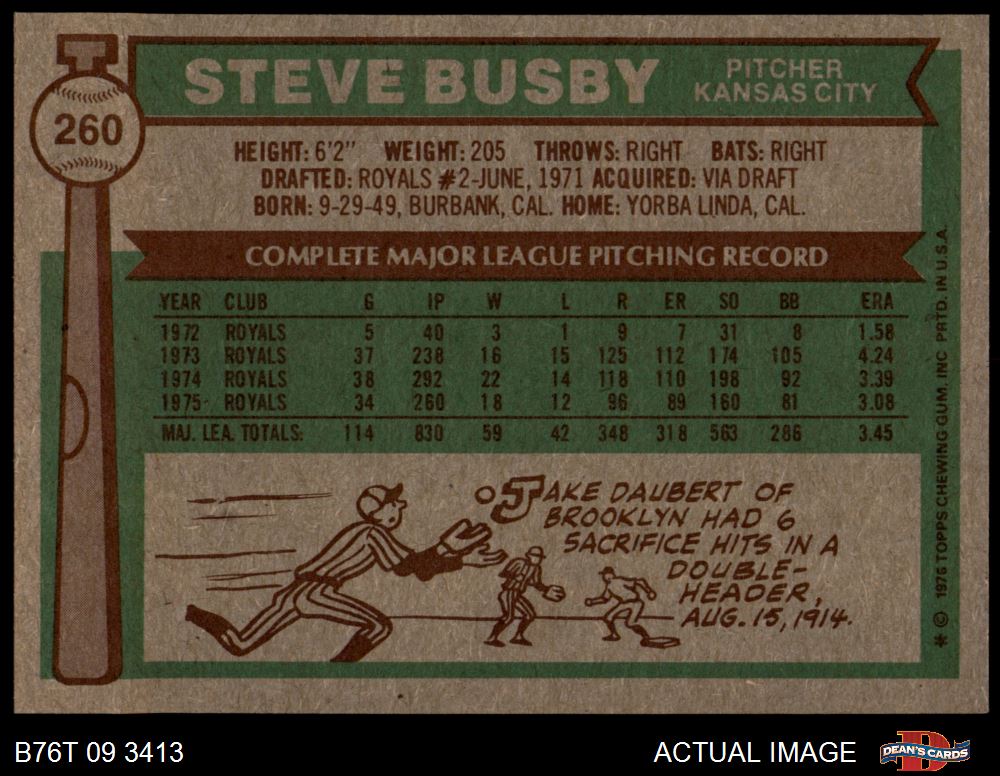 260
STEVE BUSBY
PITCHER
KANSAS CITY
HEIGHT: 6'2" WEIGHT: 205 THROWS: RIGHT BATS: RIGHT
DRAFTED: ROYALS #2-JUNE, 1971 ACQUIRED: VIA DRAFT
BORN: 9-29-49, BURBANK, CAL. HOME: YORBA LINDA, CAL.
COMPLETE MAJOR LEAGUE PITCHING RECORD
YEAR CLUB G IP W L R ER SO BB ERA
1972 ROYALS 5 40 3 1 9 7 31 8 1.58
1973 ROYALS 37 238 16 15 125 112 174 105 4.24
1974 ROYALS 38 292 22 14 118 110 198 92 3.39
1975 ROYALS 34 260 18 12 96 89 160 81 3.08
MAJ. LEA. TOTALS: 114 830 59 42 348 318 563 286 3.45
JAKE DAUBERT OF
BROOKLYN HAD 6
SACRIFICE HITS IN A
DOUBLE-
HEADER,
AUG. 15, 1914.
* © 1976 TOPPS CHEWING GUM, INC PRTD. IN U.S.A.
B76T 09 3413
ACTUAL IMAGE
D
DEAN'S CARDS